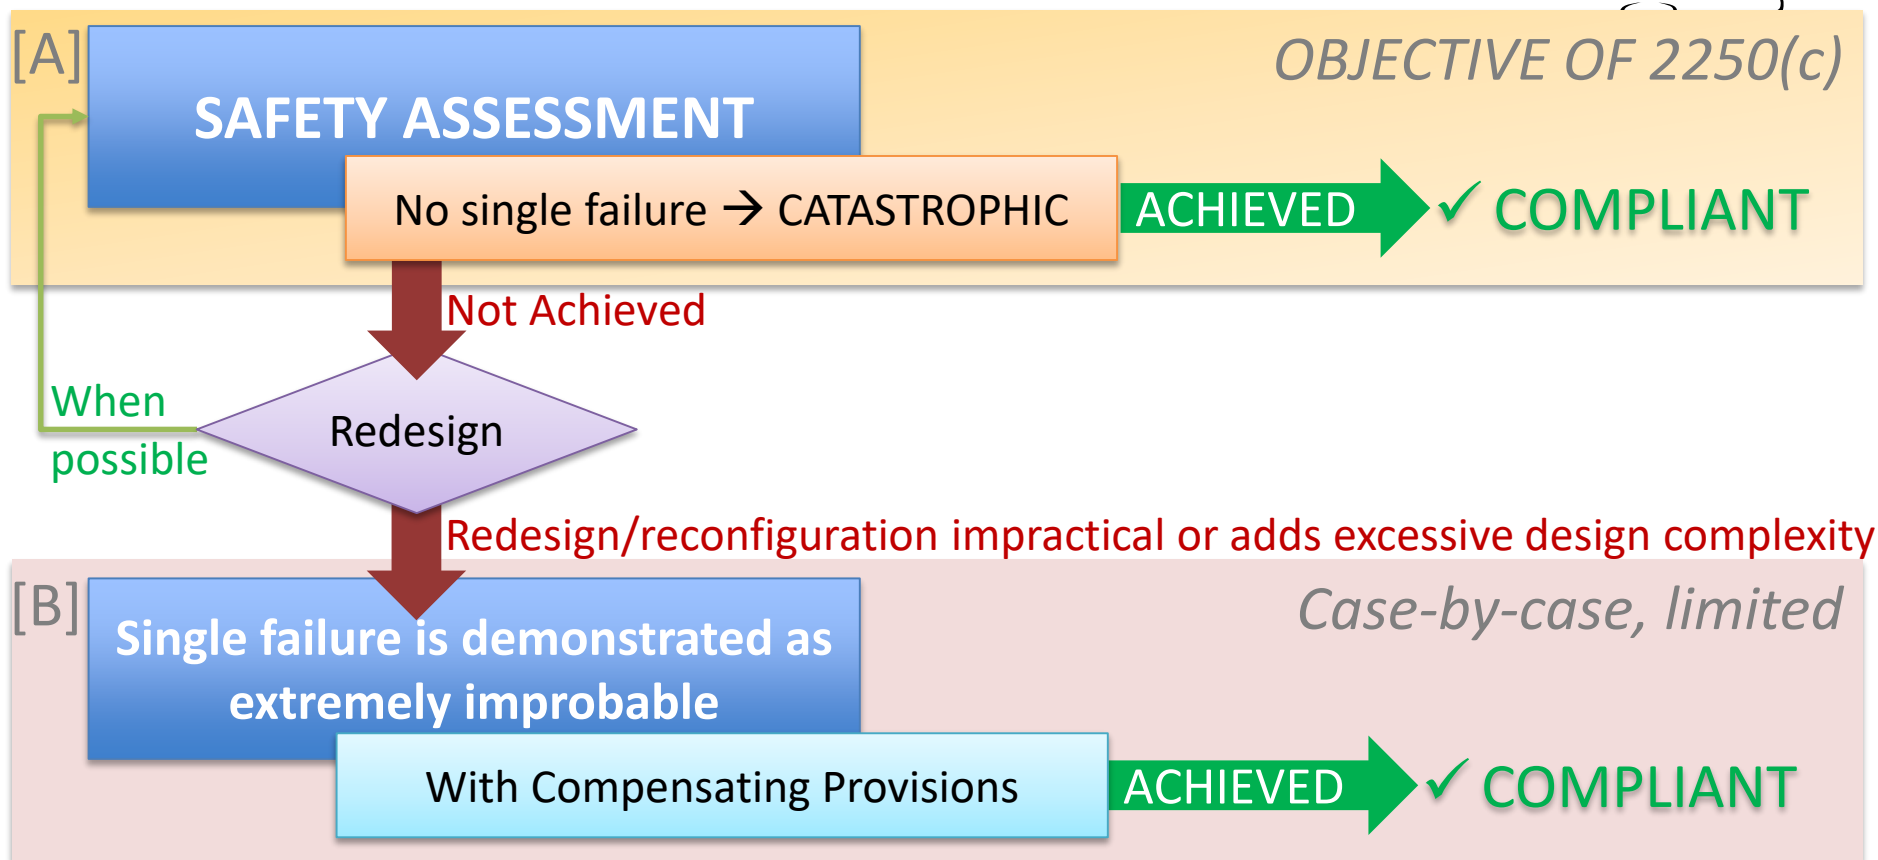 [A]
OBJECTIVE OF 2250(c)
SAFETY ASSESSMENT
No single failure → CATASTROPHIC
ACHIEVED
✓ COMPLIANT
Not Achieved
When
possible
Redesign
Redesign/reconfiguration impractical or adds excessive design complexity
[B]
Case-by-case, limited
Single failure is demonstrated as
extremely improbable
With Compensating Provisions
ACHIEVED
✓ COMPLIANT